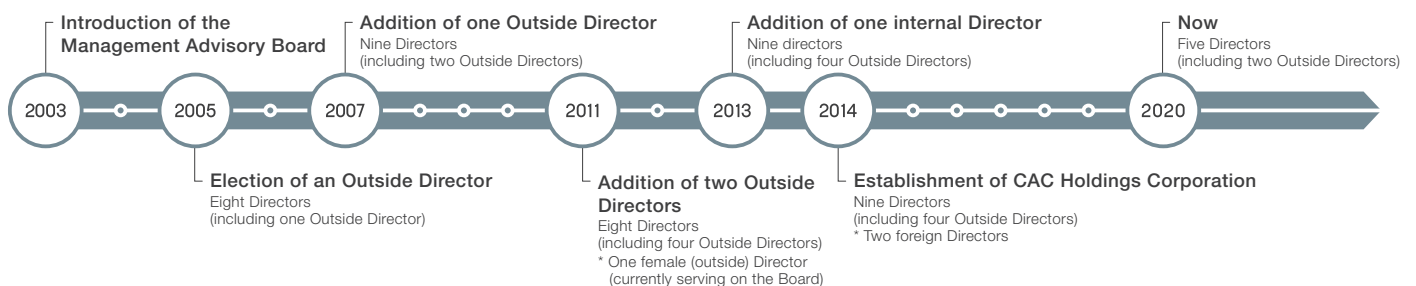 Introduction of the
Management Advisory Board
Addition of one Outside Director
Nine Directors
(including two Outside Directors)
Addition of one internal Director
Nine directors
(including four Outside Directors)
Now
Five Directors
(including two Outside Directors)
2003
2005
2007
2011
2013
2014
2020
Election of an Outside Director
Eight Directors
(including one Outside Director)
Addition of two Outside
Directors
Eight Directors
(including four Outside Directors)
* One female (outside) Director
(currently serving on the Board)
Establishment of CAC Holdings Corporation
Nine Directors
(including four Outside Directors)
* Two foreign Directors